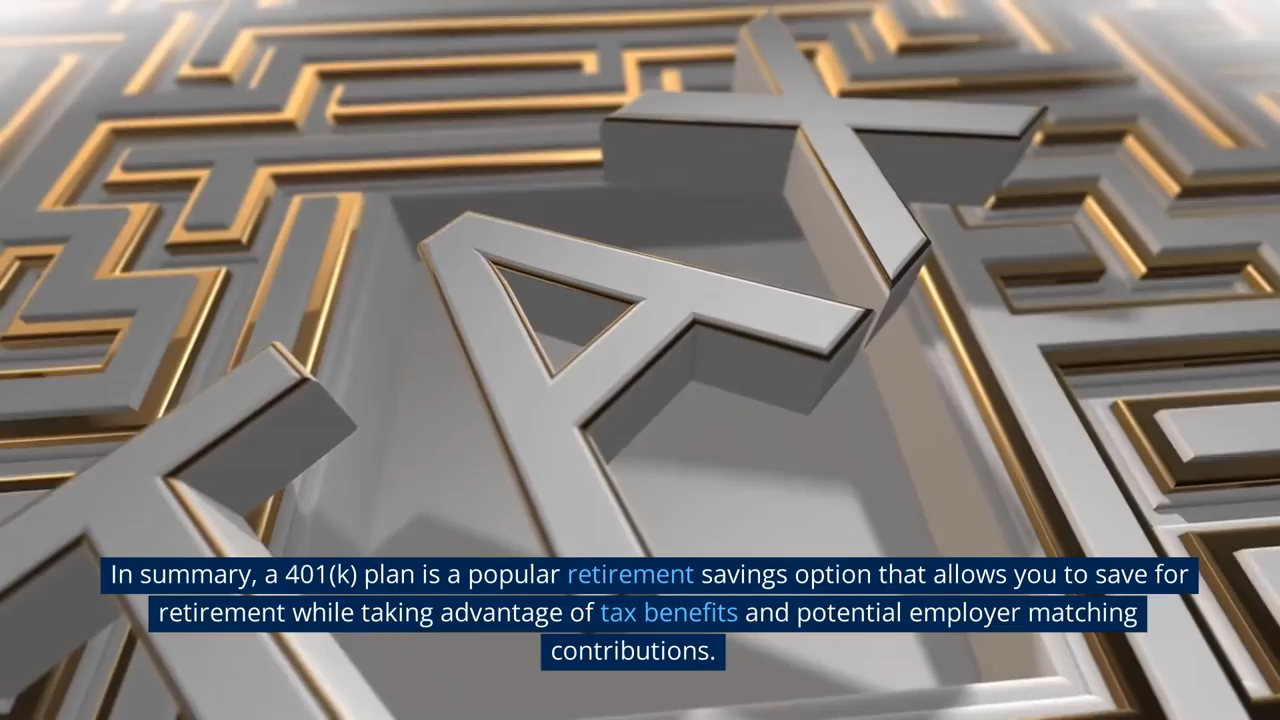 TAX
In summary, a 401(k) plan is a popular retirement savings option that allows you to save for
retirement while taking advantage of tax benefits and potential employer matching
contributions.